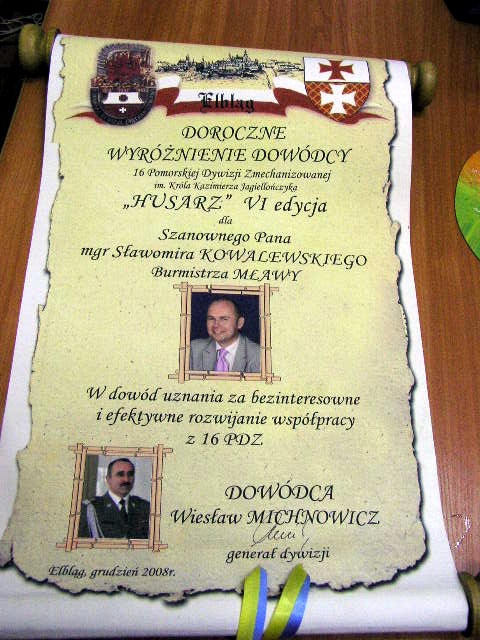 Elbląg
DOROCZNE
WYRÓŻNIENIE DOWÓDCY
16 Pomorskiej Dywizji Zmechanizowanej
im. Króla Kazimierza Jagiellończyka
„HUSARZ” VI edycja
dla
Szanownego Pana
mgr Sławomira KOWALEWSKIEGO
Burmistrza MŁAWY
W dowód uznania za bezinteresowne
i efektywne rozwijanie współpracy
z 16 PDZ
DOWÓDCA
Wiesław MICHNOWICZ
generał dywizji
Elbląg, grudzień 2008r.